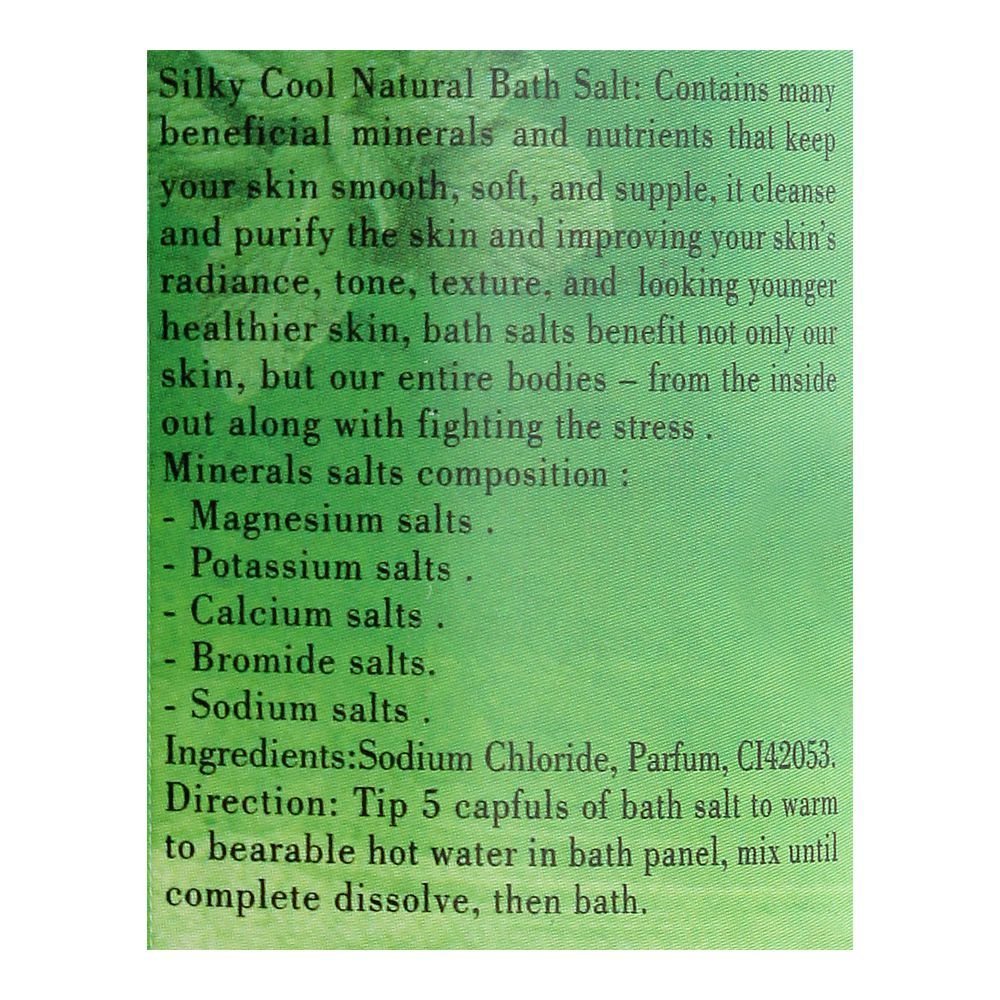 Silky Cool Natural Bath Salt: Contains many
beneficial minerals and nutrients that keep
your skin smooth, soft, and supple, it cleanse
and purify the skin and improving your skin's
radiance, tone, texture, and looking younger
healthier skin, bath salts benefit not only our
skin, but our entire bodies – from the inside
out along with fighting the stress .
Minerals salts composition :
- Magnesium salts .
- Potassium salts .
- Calcium salts .
- Bromide salts.
- Sodium salts .
Ingredients:Sodium Chloride, Parfum, CI42053.
Direction: Tip 5 capfuls of bath salt to warm
to bearable hot water in bath panel, mix until
complete dissolve, then bath.